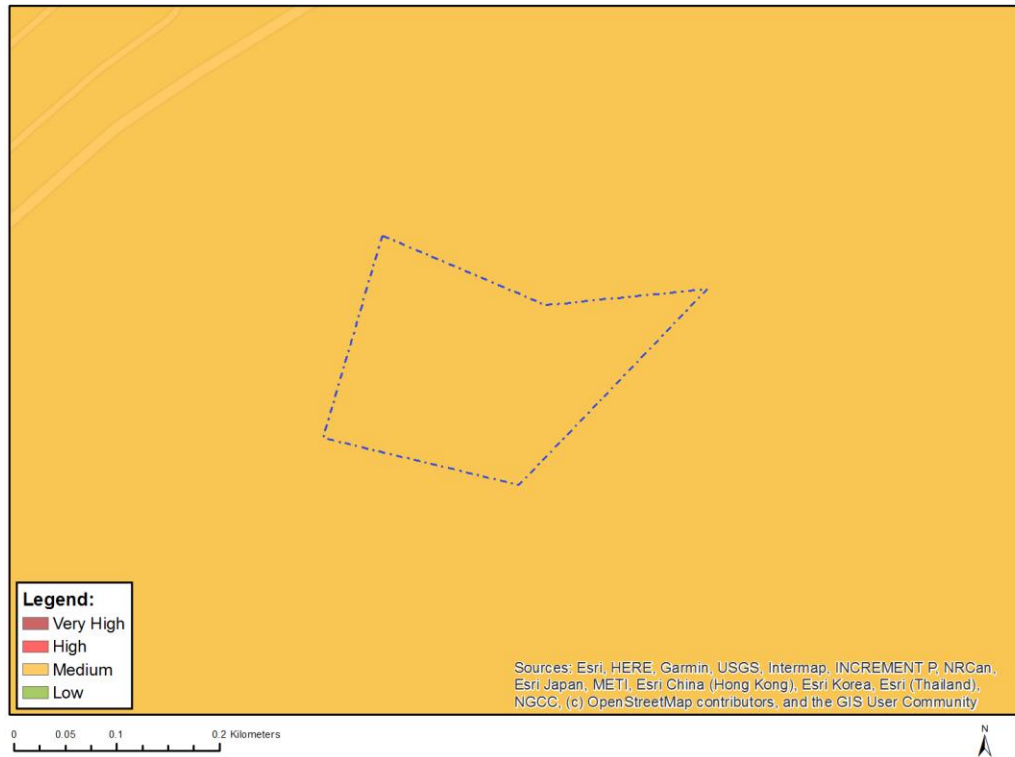 Legend:
Very High
High
Medium
Low
Sources: Esri, HERE, Garmin, USGS, Intermap, INCREMENT P, NRCan,
Esri Japan, METI, Esri China (Hong Kong), Esri Korea, Esri (Thailand),
NGCC, (c) OpenStreetMap contributors, and the GIS User Community
0 0.05 0.1 0.2 Kilometers
N